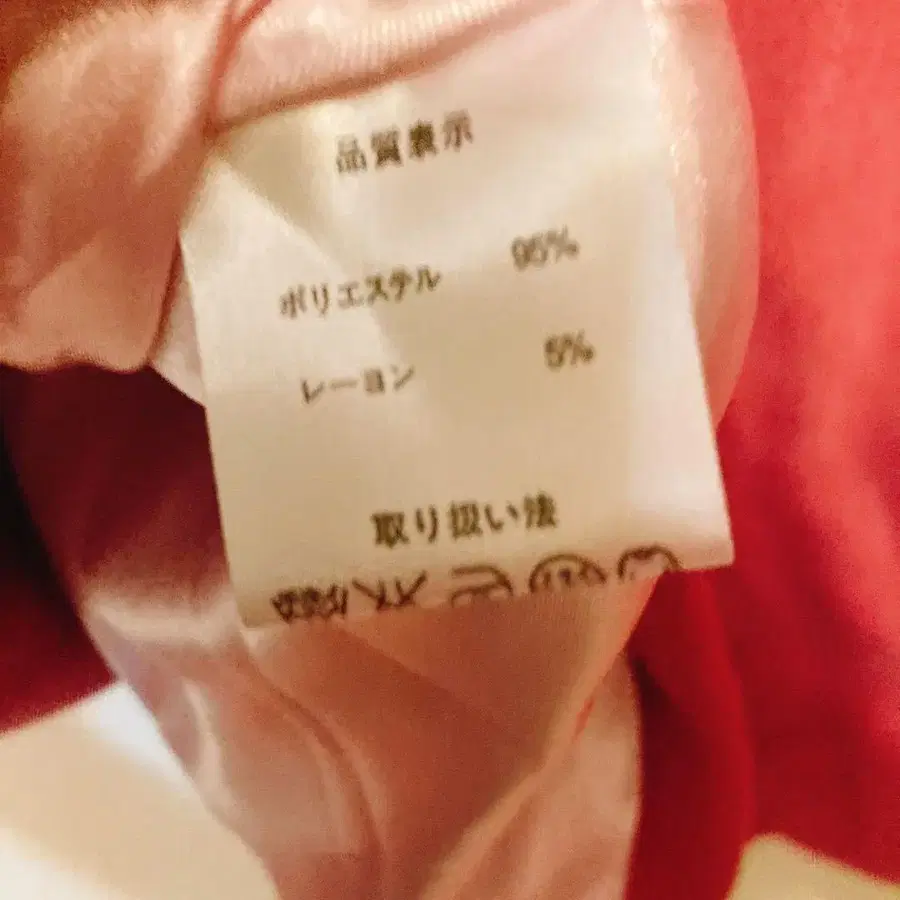 品質表示
ポリエステル 95%
レーヨン 5%
取り扱い法